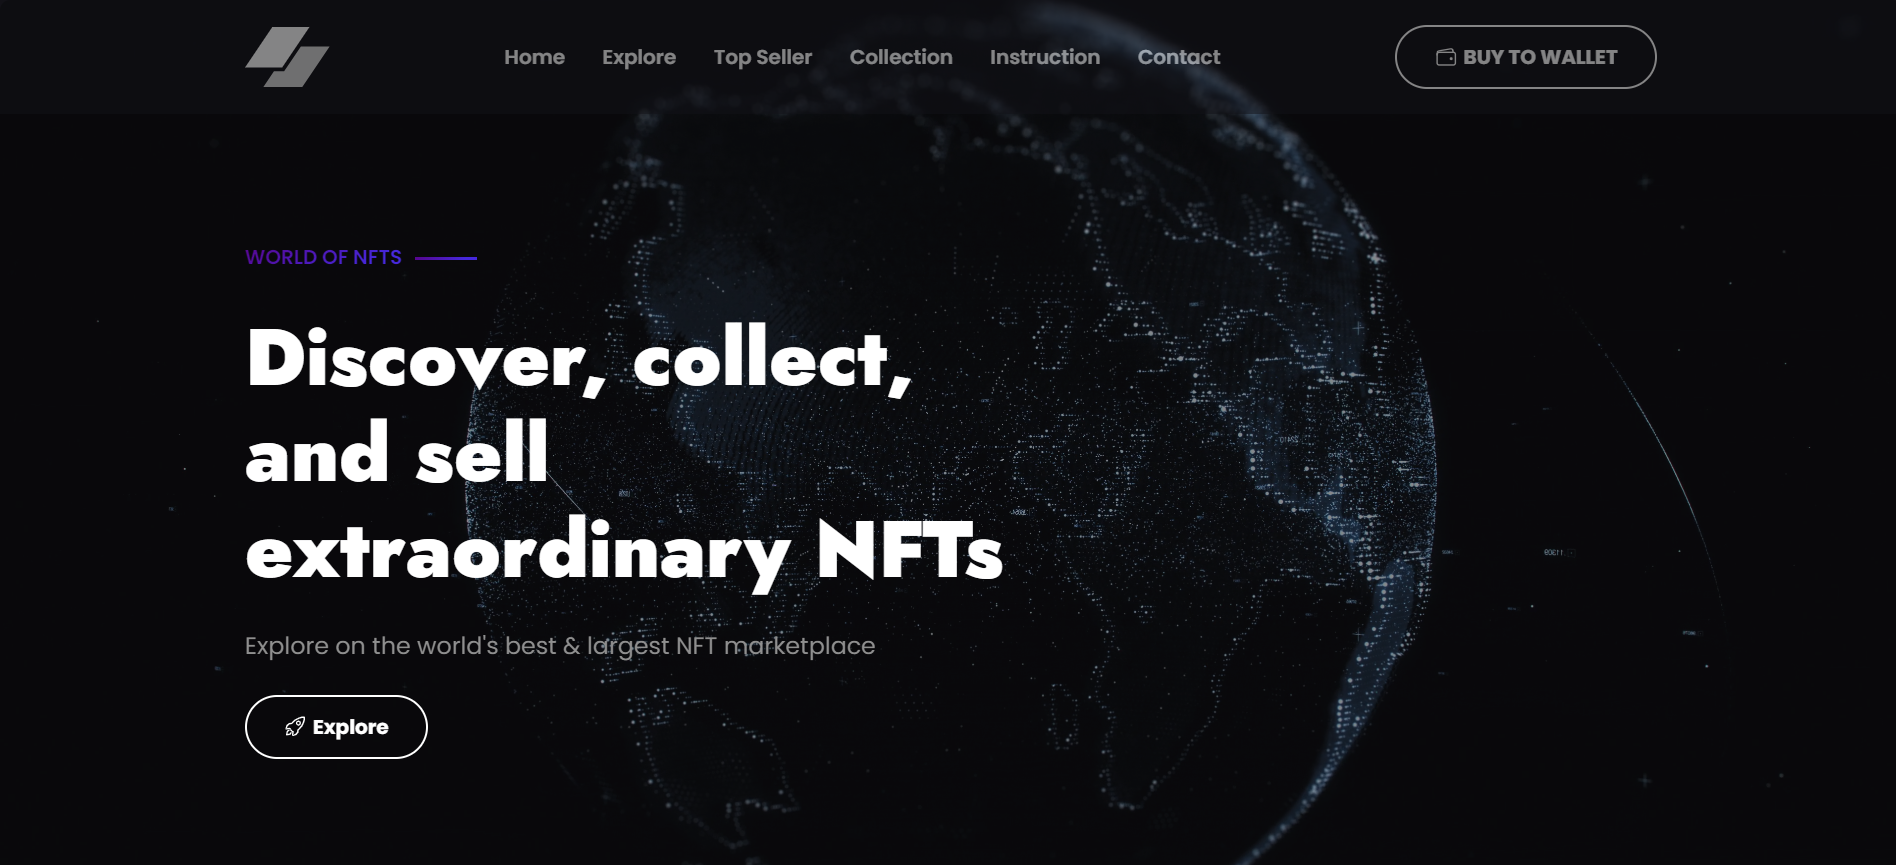 Home Explore Top Seller Collection Instruction Contact BUY TO WALLET
WORLD OF NFTS
Discover, collect,
and sell
extraordinary NFTs
Explore on the world's best & largest NFT marketplace
Explore